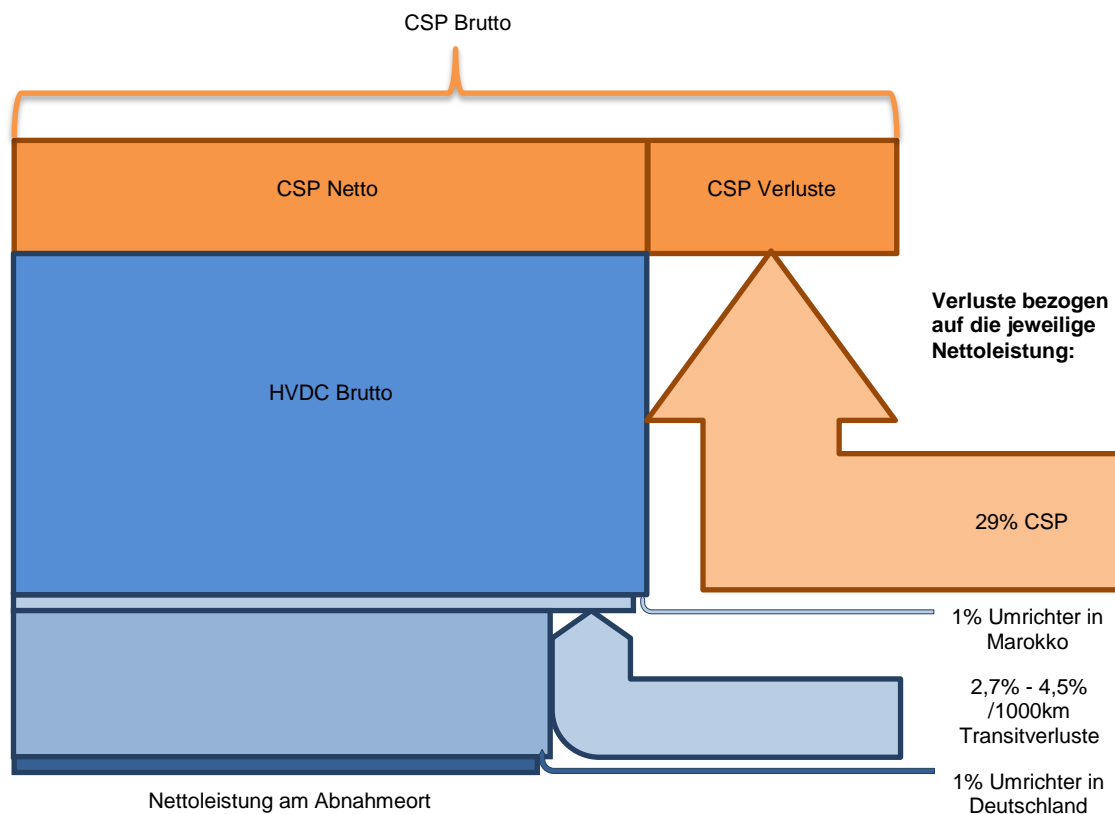 CSP Brutto
CSP Netto
CSP Verluste
Verluste bezogen
auf die jeweilige
Nettoleistung:
HVDC Brutto
29% CSP
1% Umrichter in
Marokko
2,7% - 4,5%
/1000km
Transitverluste
1% Umrichter in
Deutschland
Nettoleistung am Abnahmeort